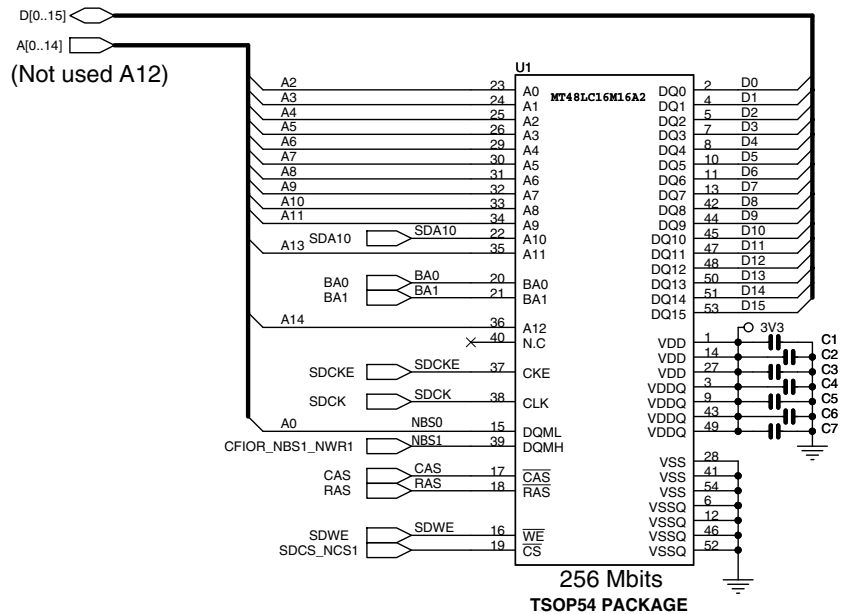 D[0..15]
A[0..14]
(Not used A12)
U1
MT48LC16M16A2
A2 23 A0 DQ0 2 D0
A3 24 A1 DQ1 4 D1
A4 25 A2 DQ2 5 D2
A5 26 A3 DQ3 7 D3
A6 29 A4 DQ4 8 D4
A7 30 A5 DQ5 10 D5
A8 31 A6 DQ6 11 D6
A9 32 A7 DQ7 13 D7
A10 33 A8 DQ8 42 D8
A11 34 A9 DQ9 44 D9
SDA10 SDA10 22 A10 DQ10 45 D10
A13 35 A11 DQ11 47 D11
DQ12 48 D12
BA0 BA0 20 BA0 DQ13 50 D13
BA1 BA1 21 BA1 DQ14 51 D14
DQ15 53 D15
A14 36 A12 3V3
40 N.C VDD 1 C1
VDD 14 C2
SDCKE SDCKE 37 CKE VDD 27 C3
VDDQ 3 C4
SDCK SDCK 38 CLK VDDQ 9 C5
VDDQ 43 C6
A0 NBS0 15 DQML VDDQ 49 C7
CFIOR_NBS1_NWR1 NBS1 39 DQMH
VSS 28
CAS CAS 17 CAS VSS 41
RAS RAS 18 RAS VSS 54
VSSQ 6
VSSQ 12
SDWE SDWE 16 WE VSSQ 46
SDCS_NCS1 19 CS VSSQ 52
256 Mbits
TSOP54 PACKAGE